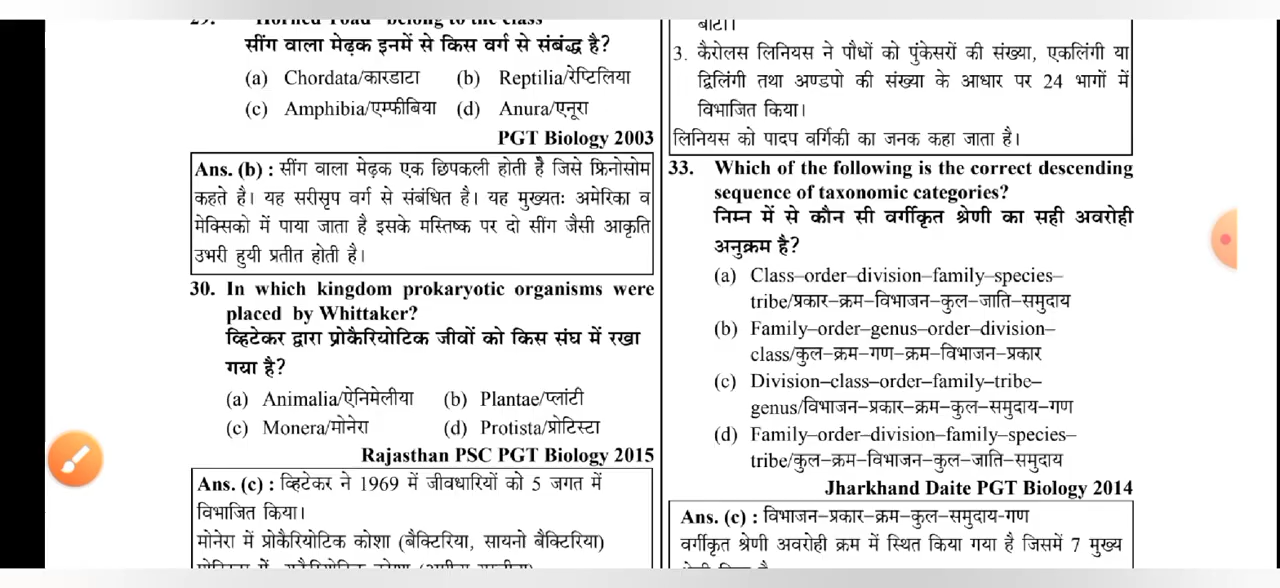 29. "Horned Toad" belong to the class
सींग वाला मेढ़क इनमें से किस वर्ग से संबंद्ध है?
(a) Chordata/कारडाटा (b) Reptilia/रेप्टिलिया
(c) Amphibia/एम्फीबिया (d) Anura/एनूरा
PGT Biology 2003
Ans. (b) : सींग वाला मेढ़क एक छिपकली होती है जिसे फ्रिनोसोम
कहते है। यह सरीसृप वर्ग से संबंधित है। यह मुख्यतः अमेरिका व
मेक्सिको में पाया जाता है इसके मस्तिष्क पर दो सींग जैसी आकृति
उभरी हुयी प्रतीत होती है।
30. In which kingdom prokaryotic organisms were
placed by Whittaker?
व्हिटेकर द्वारा प्रोकैरियोटिक जीवों को किस संघ में रखा
गया है?
(a) Animalia/ऐनिमेलीया (b) Plantae/प्लांटी
(c) Monera/मोनेरा (d) Protista/प्रोटिस्टा
Rajasthan PSC PGT Biology 2015
Ans. (c) : व्हिटेकर ने 1969 में जीवधारियों को 5 जगत में
विभाजित किया।
मोनेरा में प्रोकैरियोटिक कोशा (बैक्टिरिया, सायनो बैक्टिरिया)
बांटा।
3. कैरोलस लिनियस ने पौधों को पुंकेसरों की संख्या, एकलिंगी या
द्विलिंगी तथा अण्डपो की संख्या के आधार पर 24 भागों में
विभाजित किया।
लिनियस को पादप वर्गिकी का जनक कहा जाता है।
33. Which of the following is the correct descending
sequence of taxonomic categories?
निम्न में से कौन सी वर्गीकृत श्रेणी का सही अवरोही
अनुक्रम है?
(a) Class–order–division–family–species–
tribe/प्रकार–क्रम–विभाजन–कुल–जाति–समुदाय
(b) Family–order–genus–order–division–
class/कुल–क्रम–गण–क्रम–विभाजन–प्रकार
(c) Division–class–order–family–tribe–
genus/विभाजन–प्रकार–क्रम–कुल–समुदाय–गण
(d) Family–order–division–family–species–
tribe/कुल–क्रम–विभाजन–कुल–जाति–समुदाय
Jharkhand Daite PGT Biology 2014
Ans. (c) : विभाजन–प्रकार–क्रम–कुल–समुदाय-गण
वर्गीकृत श्रेणी अवरोही क्रम में स्थित किया गया है जिसमें 7 मुख्य